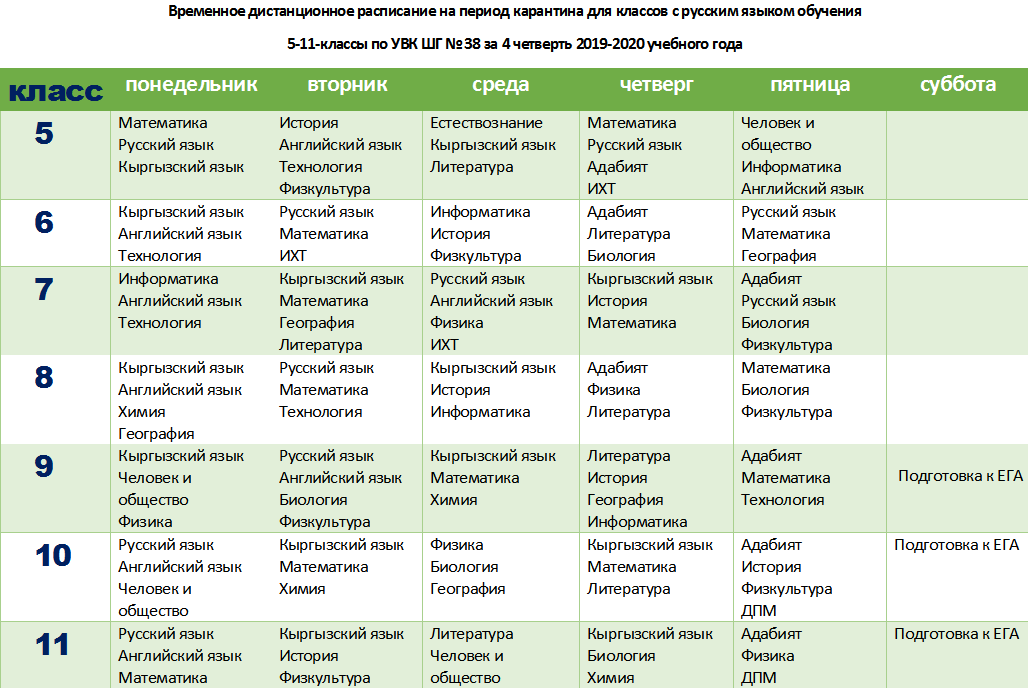 Временное дистанционное расписание на период карантина для классов с русским языком обучения
5-11-классы по УВК ШГ №38 за 4 четверть 2019-2020 учебного года
класс понедельник вторник среда четверг пятница суббота
5
Математика
Русский язык
Кыргызский язык
История
Английский язык
Технология
Физкультура
Естествознание
Кыргызский язык
Литература
Математика
Русский язык
Адабият
ИХТ
Человек и
общество
Информатика
Английский язык
6
Кыргызский язык
Английский язык
Технология
Русский язык
Математика
ИХТ
Информатика
История
Физкультура
Адабият
Литература
Биология
Русский язык
Математика
География
7
Информатика
Английский язык
Технология
Кыргызский язык
Математика
География
Литература
Русский язык
Английский язык
Физика
ИХТ
Кыргызский язык
История
Математика
Адабият
Русский язык
Биология
Физкультура
8
Кыргызский язык
Английский язык
Химия
География
Русский язык
Математика
Технология
Кыргызский язык
История
Информатика
Адабият
Физика
Литература
Математика
Биология
Физкультура
9
Кыргызский язык
Человек и
общество
Физика
Русский язык
Английский язык
Биология
Физкультура
Кыргызский язык
Математика
Химия
Литература
История
География
Информатика
Адабият
Математика
Технология
Подготовка к ЕГА
10
Русский язык
Английский язык
Человек и
общество
Кыргызский язык
Математика
Химия
Физика
Биология
География
Кыргызский язык
Математика
Литература
Адабият
История
Физкультура
ДПМ
Подготовка к ЕГА
11
Русский язык
Английский язык
Математика
Кыргызский язык
История
Физкультура
Литература
Человек и
общество
Кыргызский язык
Биология
Химия
Адабият
Физика
ДПМ
Подготовка к ЕГА